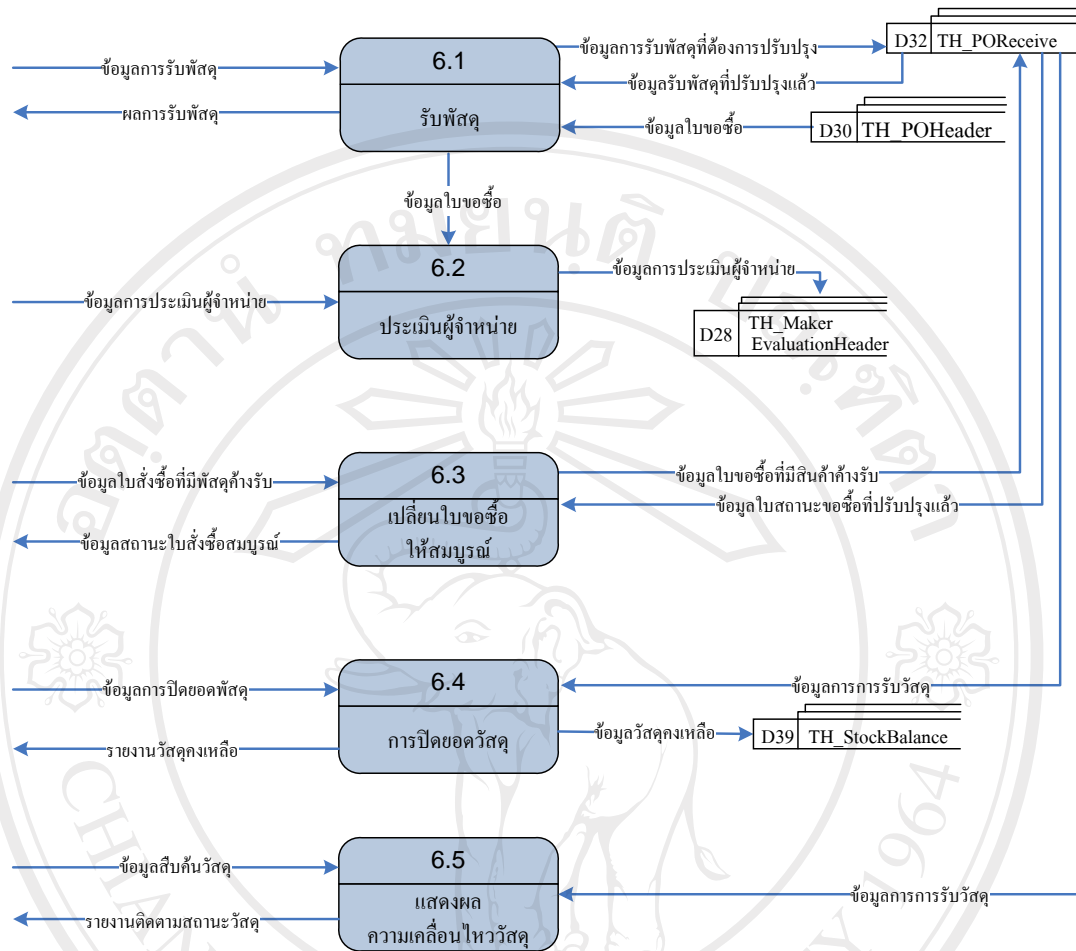 6.1
รับพัสดุ
ข้อมูลการรับพัสดุ
ผลการรับพัสดุ
ข้อมูลการรับพัสดุที่ต้องการปรับปรุง
D32 TH_POReceive
ข้อมูลรับพัสดุที่ปรับปรุงแล้ว
ข้อมูลใบขอซื้อ
D30 TH_POHeader
ข้อมูลใบขอซื้อ
6.2
ประเมินผู้จำหน่าย
ข้อมูลการประเมินผู้จำหน่าย
ข้อมูลการประเมินผู้จำหน่าย
D28 TH_Maker
EvaluationHeader
6.3
เปลี่ยนใบขอซื้อ
ให้สมบูรณ์
ข้อมูลใบสั่งซื้อที่มีพัสดุค้างรับ
ข้อมูลสถานะใบสั่งซื้อสมบูรณ์
ข้อมูลใบขอซื้อที่มีสินค้าค้างรับ
ข้อมูลใบสถานะขอซื้อที่ปรับปรุงแล้ว
6.4
การปิดยอดวัสดุ
ข้อมูลการปิดยอดพัสดุ
รายงานวัสดุคงเหลือ
ข้อมูลการการรับวัสดุ
ข้อมูลวัสดุคงเหลือ
D39 TH_StockBalance
6.5
แสดงผล
ความเคลื่อนไหววัสดุ
ข้อมูลสืบค้นวัสดุ
รายงานติดตามสถานะวัสดุ
ข้อมูลการการรับวัสดุ